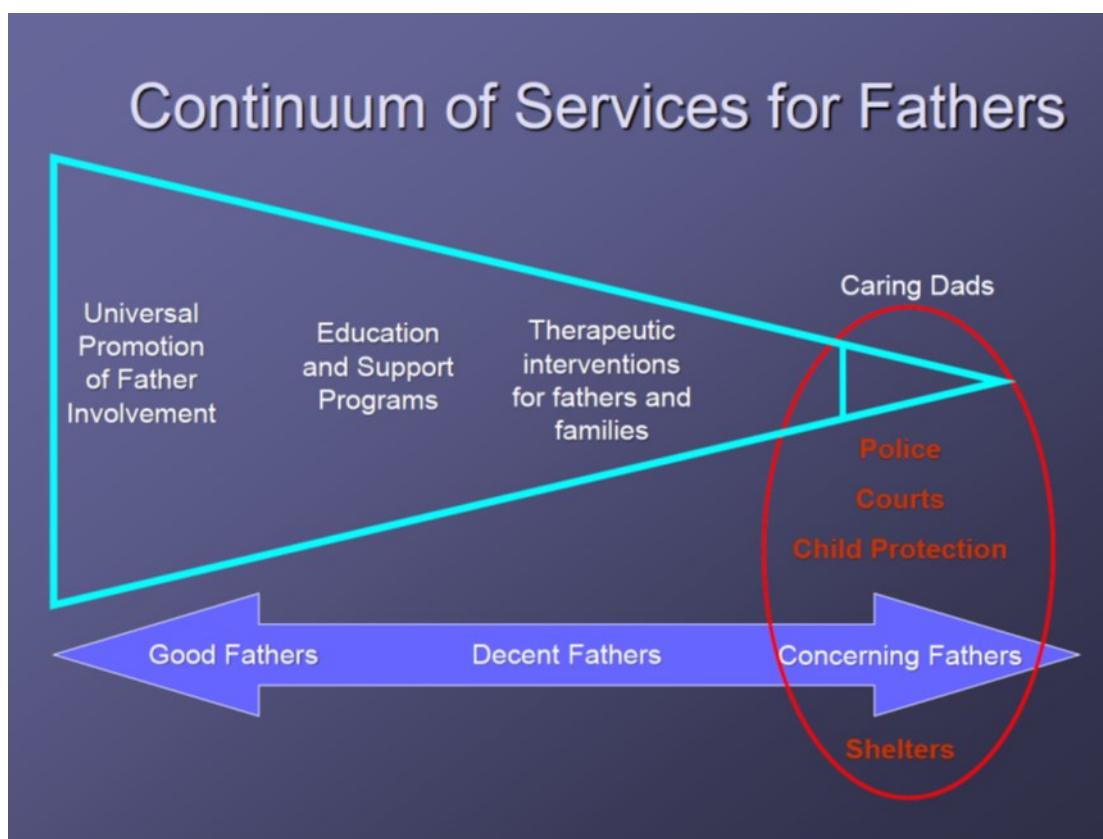 Continuum of Services for Fathers
Universal
Promotion
of Father
Involvement
Education
and Support
Programs
Therapeutic
interventions
for fathers and
families
Caring Dads
Police
Courts
Child Protection
Good Fathers
Decent Fathers
Concerning Fathers
Shelters